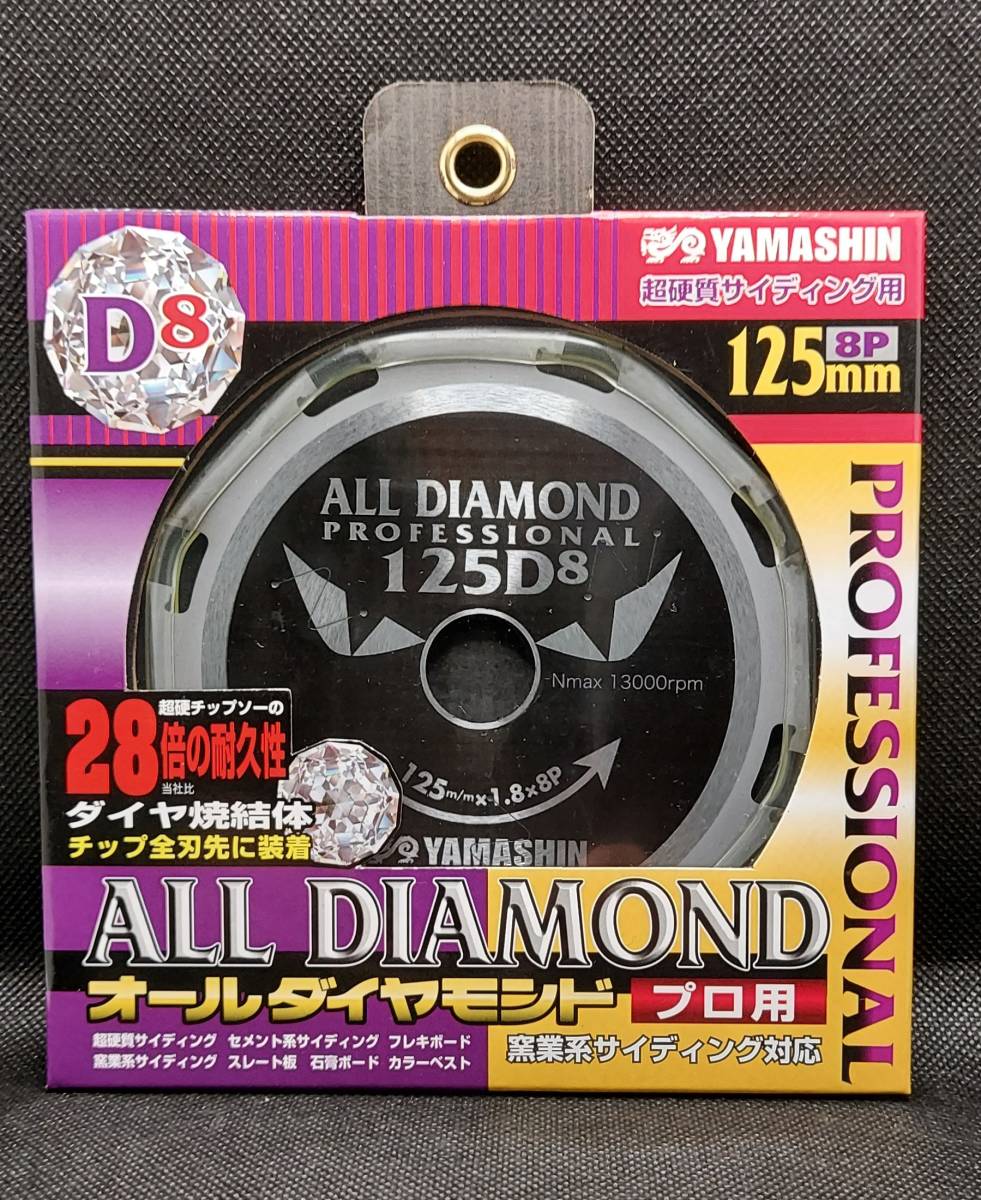 D8
YAMASHIN
超硬質サイディング用
125mm 8P
PROFESSIONAL
ALL DIAMOND
PROFESSIONAL
125D8
Nmax 13000rpm
125m/m×1.8×8P
YAMASHIN
超硬チップソーの
28倍の耐久性
当社比
ダイヤ焼結体
チップ全刃先に装着
ALL DIAMOND
オールダイヤモンド プロ用
超硬質サイディング セメント系サイディング フレキボード
窯業系サイディング スレート板 石膏ボード カラーベスト
窯業系サイディング対応